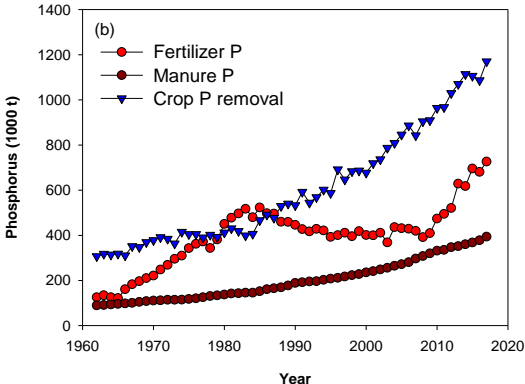 (b)
Fertilizer P
Manure P
Crop P removal
Phosphorus (1000 t)
1400
1200
1000
800
600
400
200
0
1960 1970 1980 1990 2000 2010 2020
Year